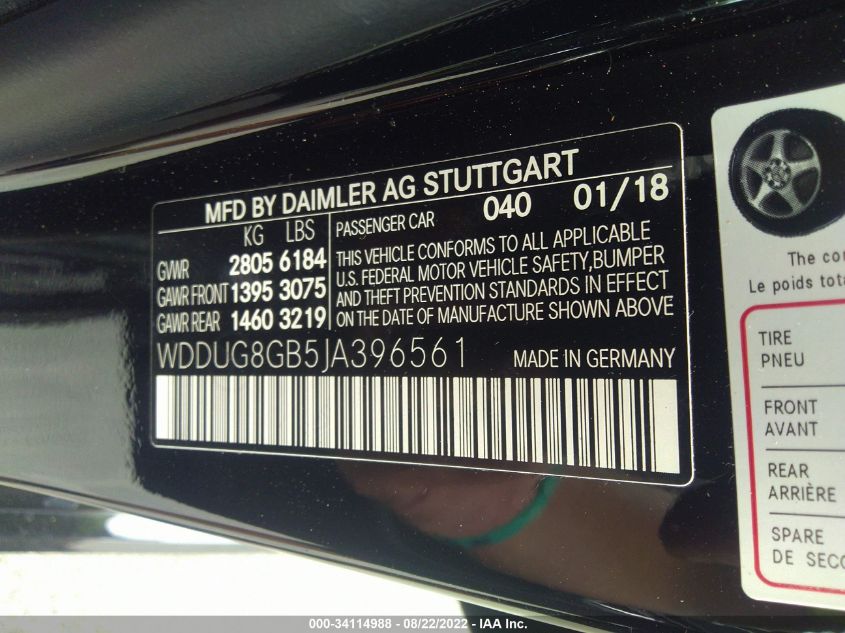 MFD BY DAIMLER AG STUTTGART
KG LBS
GVWR 2805 6184
GAWR FRONT 1395 3075
GAWR REAR 1460 3219
PASSENGER CAR 040 01/18
THIS VEHICLE CONFORMS TO ALL APPLICABLE
U.S. FEDERAL MOTOR VEHICLE SAFETY,BUMPER
AND THEFT PREVENTION STANDARDS IN EFFECT
ON THE DATE OF MANUFACTURE SHOWN ABOVE
WDDUG8GB5JA396561 MADE IN GERMANY
The
Le poids
TIRE
PNEU
FRONT
AVANT
REAR
ARRIÈRE
SPARE
DE
000-34114988 - 08/22/2022 - IAA Inc.